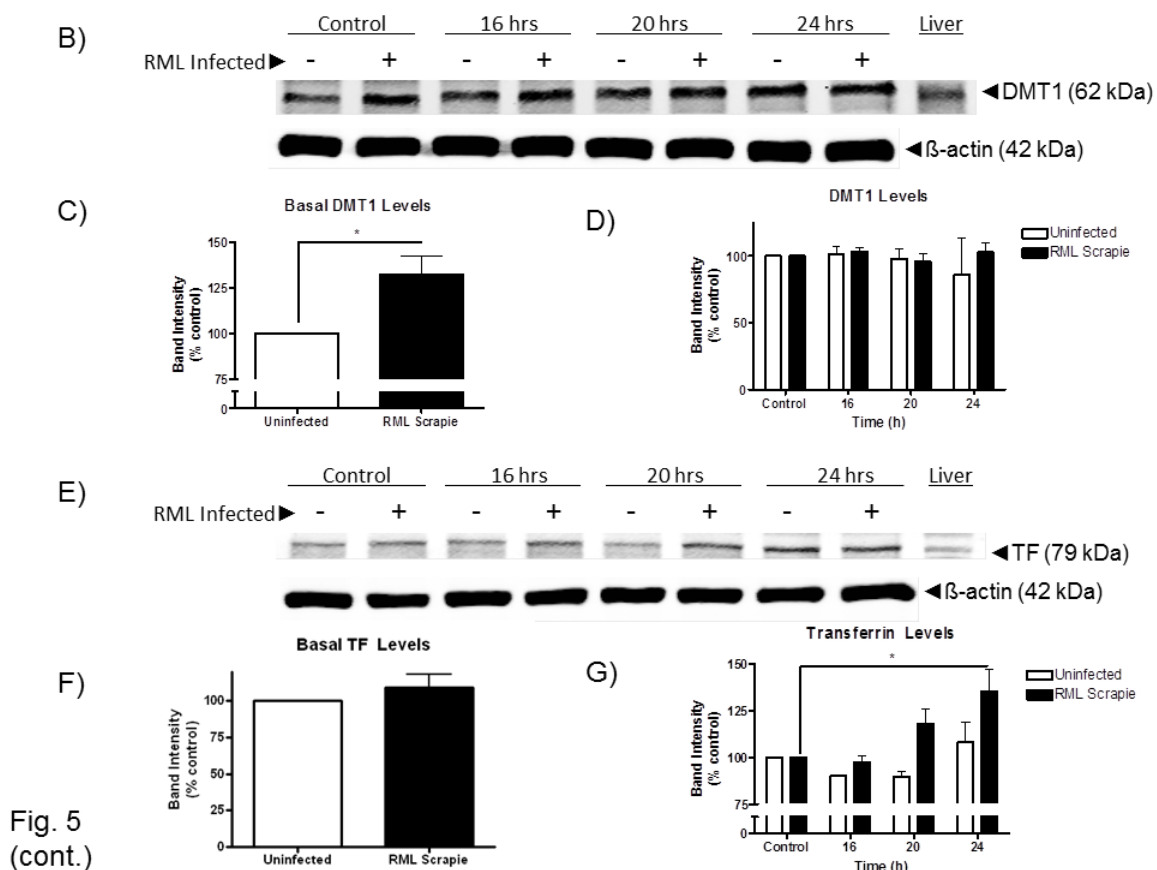 B)
Control 16 hrs 20 hrs 24 hrs Liver
RML Infected - + - + - + - +
DMT1 (62 kDa)
ß-actin (42 kDa)
C)
Basal DMT1 Levels
*
Band Intensity
(% control)
150
125
100
75
0
Uninfected RML Scrapie
D)
DMT1 Levels
Uninfected
RML Scrapie
Band Intensity
(% control)
100
50
0
Control 16 20 24
Time (h)
E)
Control 16 hrs 20 hrs 24 hrs Liver
RML Infected - + - + - + - +
TF (79 kDa)
ß-actin (42 kDa)
F)
Basal TF Levels
Band Intensity
(% control)
100
75
50
25
0
Uninfected RML Scrapie
G)
Transferrin Levels
*
Uninfected
RML Scrapie
Band Intensity
(% control)
150
125
100
75
0
Control 16 20 24
Time (h)
Fig. 5
(cont.)